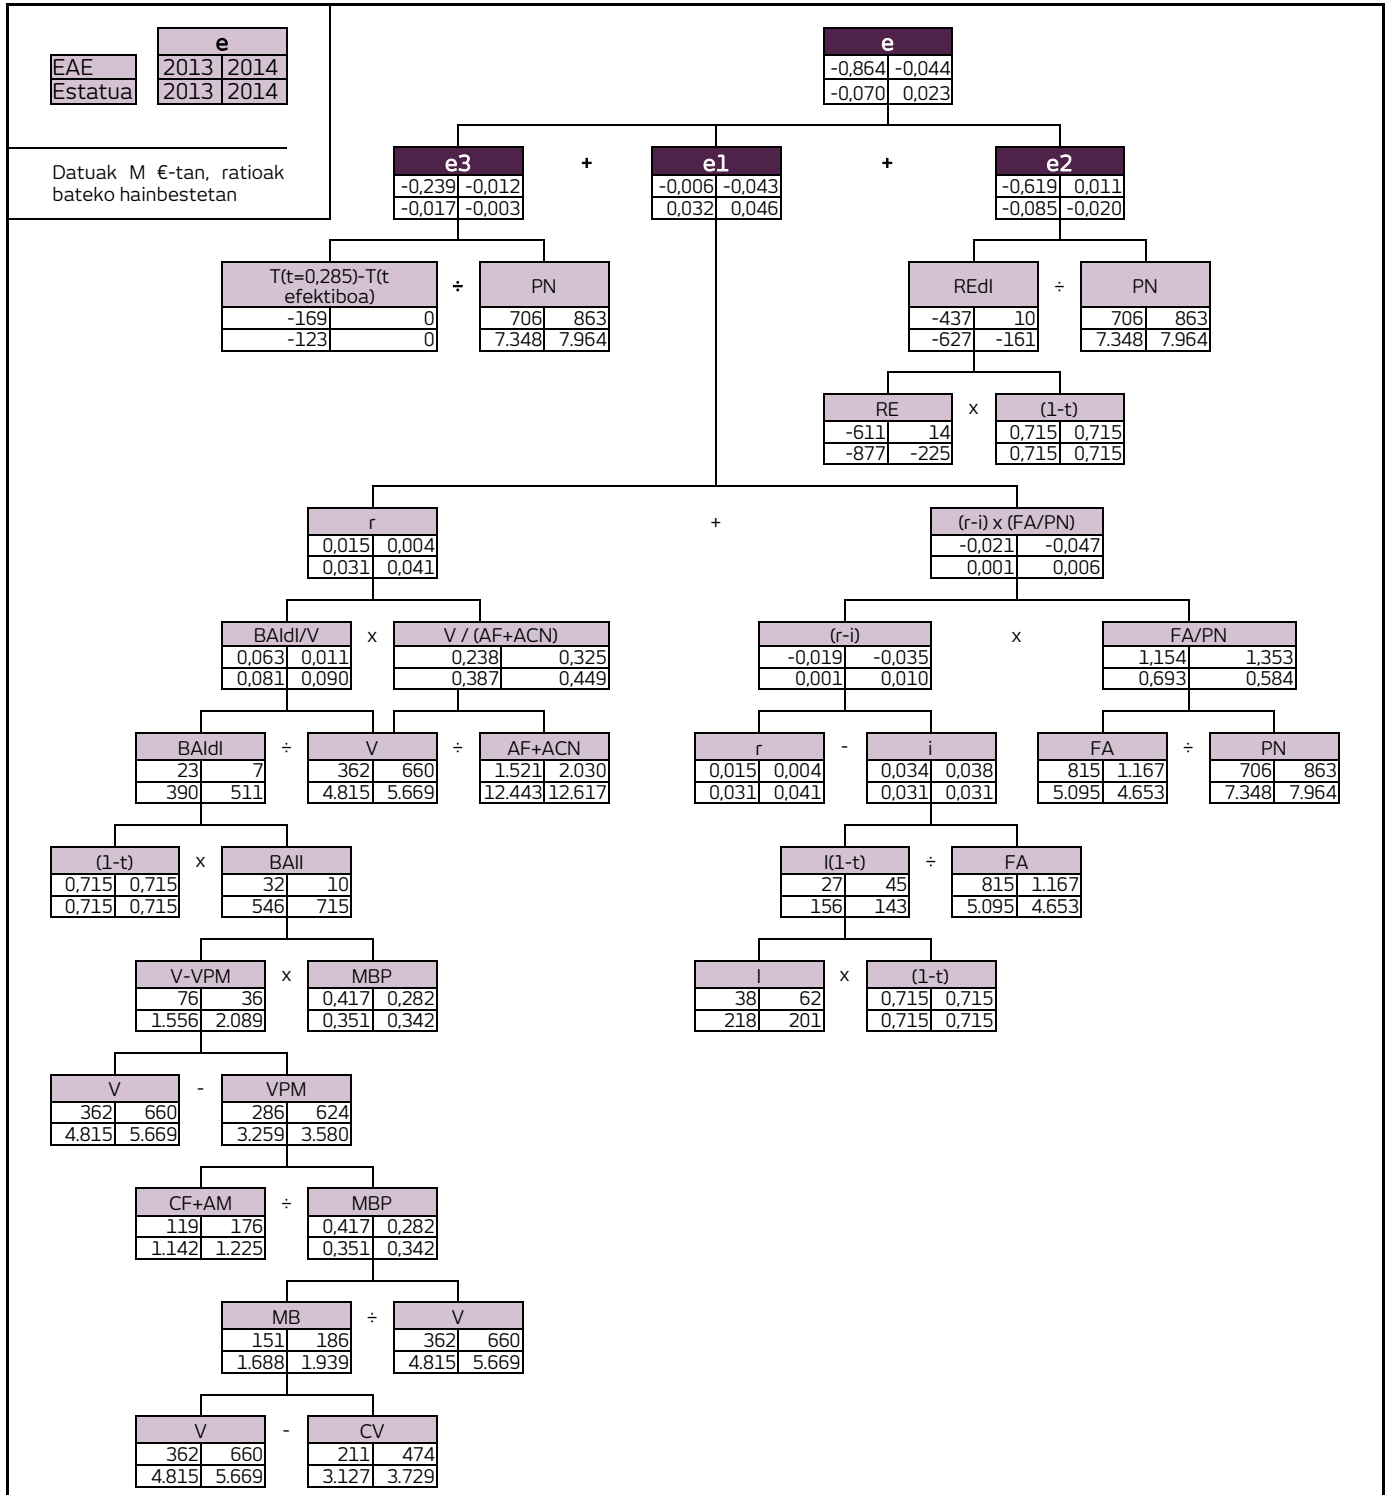 e
EAE 2013 2014
Estatua 2013 2014
Datuak M €-tan, ratioak
bateko hainbestetan
e
-0,864 -0,044
-0,070 0,023
e3 + e1 + e2
-0,239 -0,012 -0,006 -0,043 -0,619 0,011
-0,017 -0,003 0,032 0,046 -0,085 -0,020
T(t=0,285)-T(t
efektiboa) ÷ PN REdI ÷ PN
-169 0 706 863 -437 10 706 863
-123 0 7.348 7.964 -627 -161 7.348 7.964
RE x (1-t)
-611 14 0,715 0,715
-877 -225 0,715 0,715
r + (r-i) x (FA/PN)
0,015 0,004 -0,021 -0,047
0,031 0,041 0,001 0,006
BAIdI/V x V / (AF+ACN) (r-i) x FA/PN
0,063 0,011 0,238 0,325 -0,019 -0,035 1,154 1,353
0,081 0,090 0,387 0,449 0,001 0,010 0,693 0,584
BAIdI ÷ V ÷ AF+ACN r - i FA ÷ PN
23 7 362 660 1.521 2.030 0,015 0,004 0,034 0,038 815 1.167 706 863
390 511 4.815 5.669 12.443 12.617 0,031 0,041 0,031 0,031 5.095 4.653 7.348 7.964
(1-t) x BAII I(1-t) ÷ FA
0,715 0,715 32 10 27 45 815 1.167
0,715 0,715 546 715 156 143 5.095 4.653
V-VPM x MBP I x (1-t)
76 36 0,417 0,282 38 62 0,715 0,715
1.556 2.089 0,351 0,342 218 201 0,715 0,715
V - VPM
362 660 286 624
4.815 5.669 3.259 3.580
CF+AM ÷ MBP
119 176 0,417 0,282
1.142 1.225 0,351 0,342
MB ÷ V
151 186 362 660
1.688 1.939 4.815 5.669
V - CV
362 660 211 474
4.815 5.669 3.127 3.729